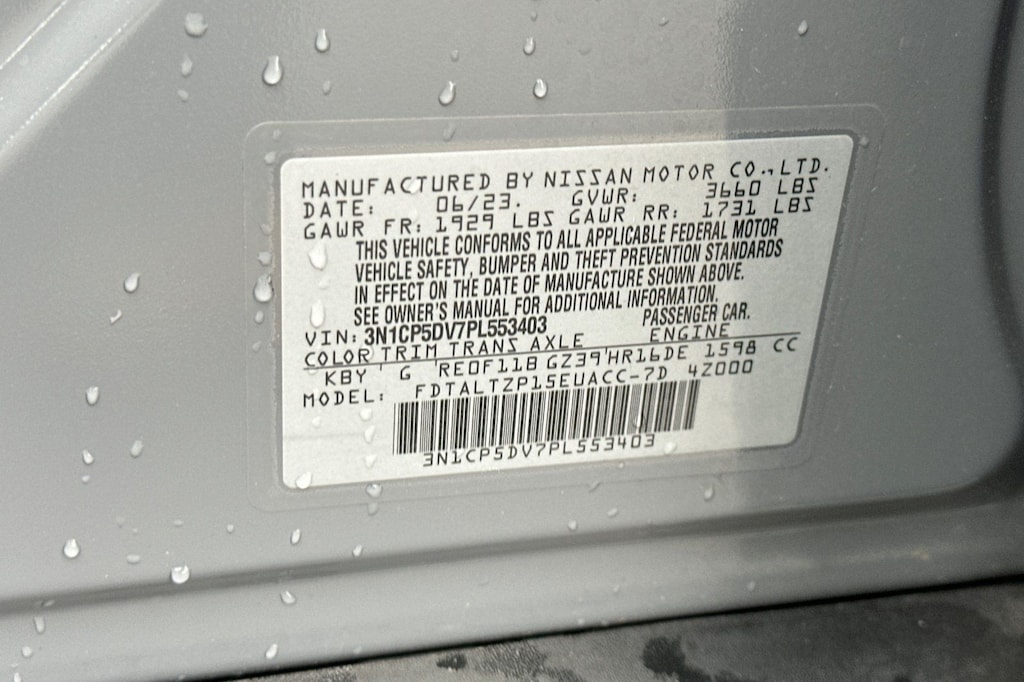 MANUFACTURED BY NISSAN MOTOR CO.,LTD.
DATE: 06/23. GVWR: 3660 LBS
GAWR FR: 1929 LBS GAWR RR: 1731 LBS
THIS VEHICLE CONFORMS TO ALL APPLICABLE FEDERAL MOTOR
VEHICLE SAFETY, BUMPER AND THEFT PREVENTION STANDARDS
IN EFFECT ON THE DATE OF MANUFACTURE SHOWN ABOVE.
SEE OWNER'S MANUAL FOR ADDITIONAL INFORMATION.
VIN: 3N1CP5DV7PL553403 PASSENGER CAR.
COLOR TRIM TRANS AXLE ENGINE
KBY G RE0F11B GZ39 HR16DE 1598 CC
MODEL: FDTALTZP15EUACC-7D 4Z000
3N1CP5DV7PL553403